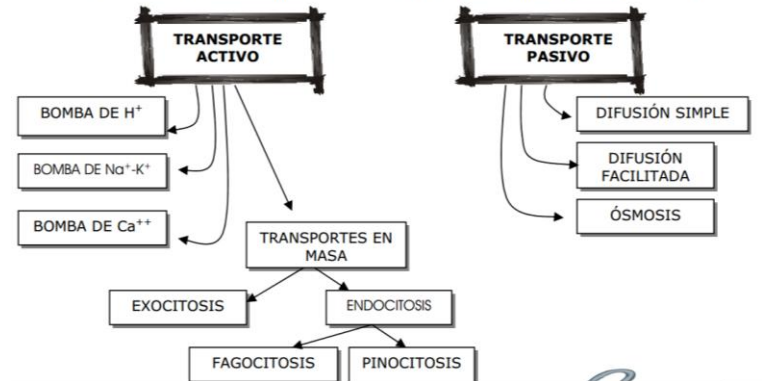 TRANSPORTE
ACTIVO
BOMBA DE H⁺
BOMBA DE Na⁺-K⁺
BOMBA DE Ca⁺⁺
TRANSPORTES EN
MASA
EXOCITOSIS
ENDOCITOSIS
FAGOCITOSIS
PINOCITOSIS
TRANSPORTE
PASIVO
DIFUSIÓN SIMPLE
DIFUSIÓN
FACILITADA
ÓSMOSIS